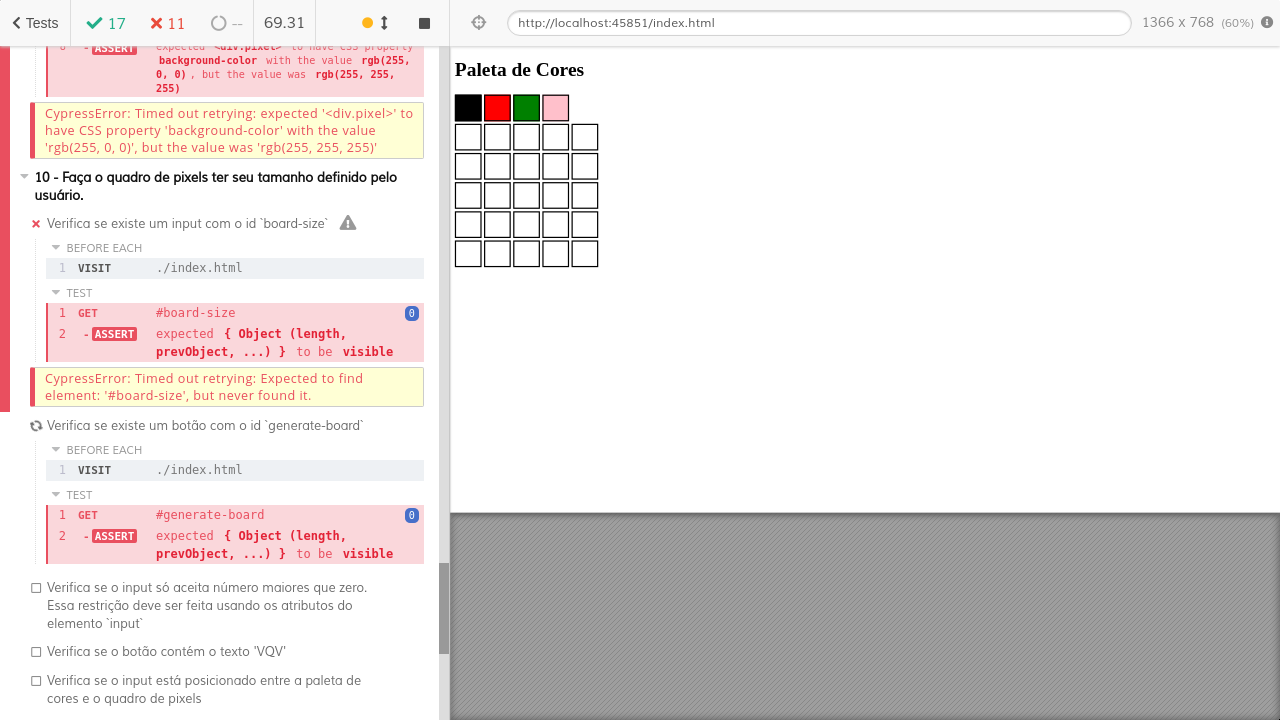 Tests 17 11 -- 69.31 http://localhost:45851/index.html 1366 x 768 (60%)
6 - ASSERT expected <div.pixel> to have CSS property
background-color with the value rgb(255,
0, 0) , but the value was rgb(255, 255,
255)
CypressError: Timed out retrying: expected '<div.pixel>' to
have CSS property 'background-color' with the value
'rgb(255, 0, 0)', but the value was 'rgb(255, 255, 255)'
10 - Faça o quadro de pixels ter seu tamanho definido pelo
usuário.
Verifica se existe um input com o id `board-size`
BEFORE EACH
1 VISIT ./index.html
TEST
1 GET #board-size 0
2 - ASSERT expected { Object (length,
prevObject, ...) } to be visible
CypressError: Timed out retrying: Expected to find
element: '#board-size', but never found it.
Verifica se existe um botão com o id `generate-board`
BEFORE EACH
1 VISIT ./index.html
TEST
1 GET #generate-board 0
2 - ASSERT expected { Object (length,
prevObject, ...) } to be visible
Verifica se o input só aceita número maiores que zero.
Essa restrição deve ser feita usando os atributos do
elemento `input`
Verifica se o botão contém o texto 'VQV'
Verifica se o input está posicionado entre a paleta de
cores e o quadro de pixels
Paleta de Cores